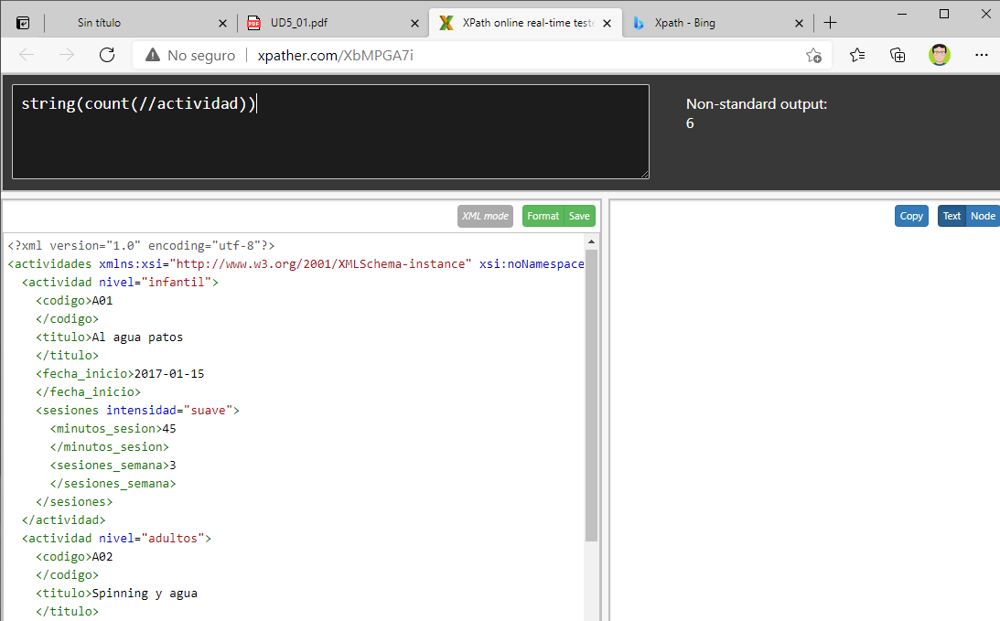 Sin título
UD5_01.pdf
XPath online real-time teste
Xpath - Bing
No seguro
xpather.com/XbMPGA7i
string(count(//actividad))
Non-standard output:
6
XML mode
Format
Save
Copy
Text
Node
<?xml version="1.0" encoding="utf-8"?>
<actividades xmlns:xsi="http://www.w3.org/2001/XMLSchema-instance" xsi:noNamespace
<actividad nivel="infantil">
<codigo>A01
</codigo>
<titulo>Al agua patos
</titulo>
<fecha_inicio>2017-01-15
</fecha_inicio>
<sesiones intensidad="suave">
<minutos_sesion>45
</minutos_sesion>
<sesiones_semana>3
</sesiones_semana>
</sesiones>
</actividad>
<actividad nivel="adultos">
<codigo>A02
</codigo>
<titulo>Spinning y agua
</titulo>